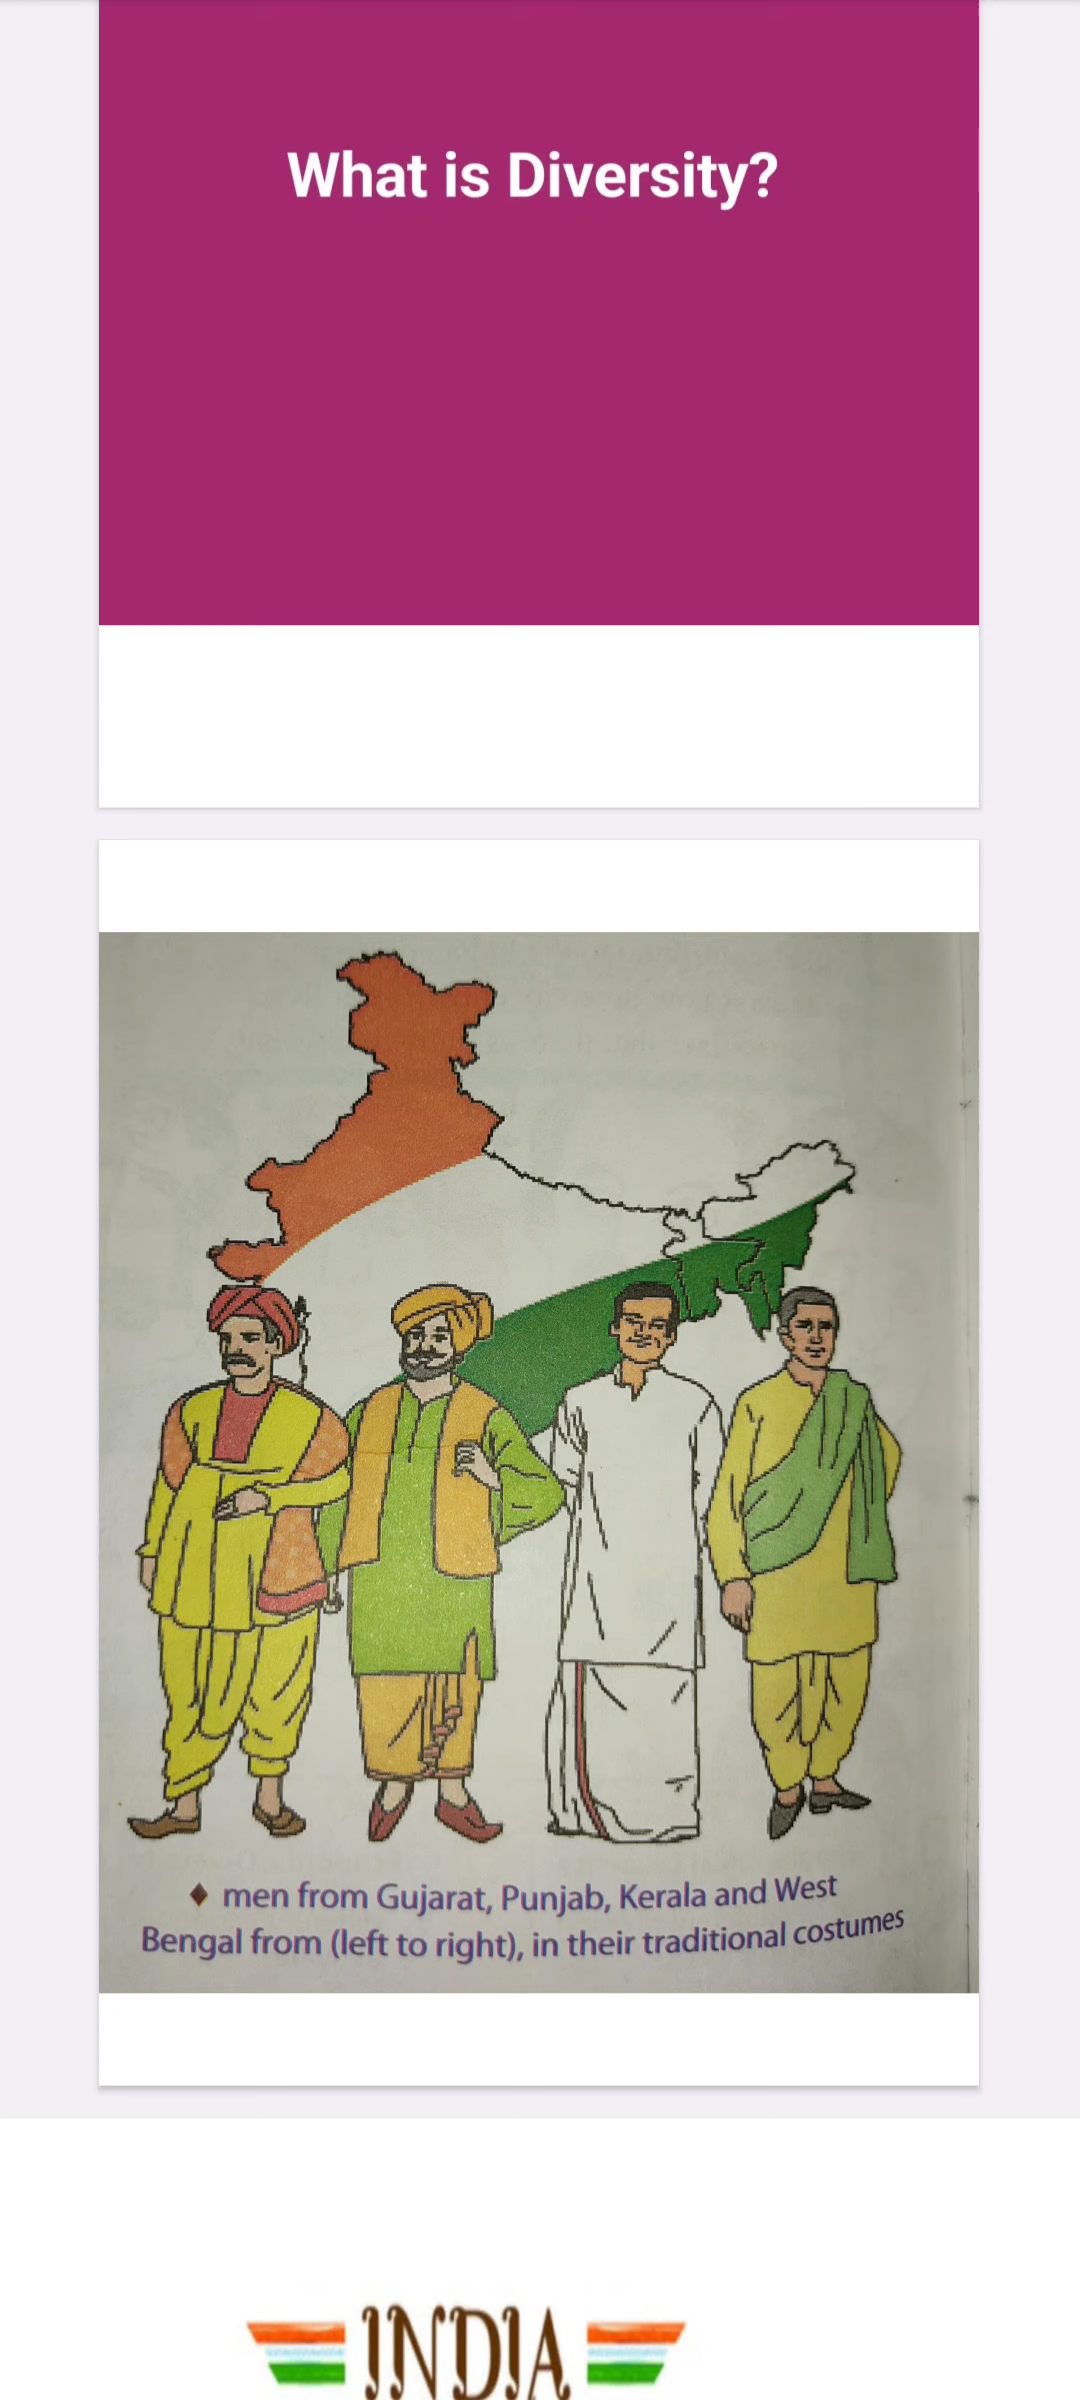 What is Diversity?
♦ men from Gujarat, Punjab, Kerala and West
Bengal from (left to right), in their traditional costumes
INDIA